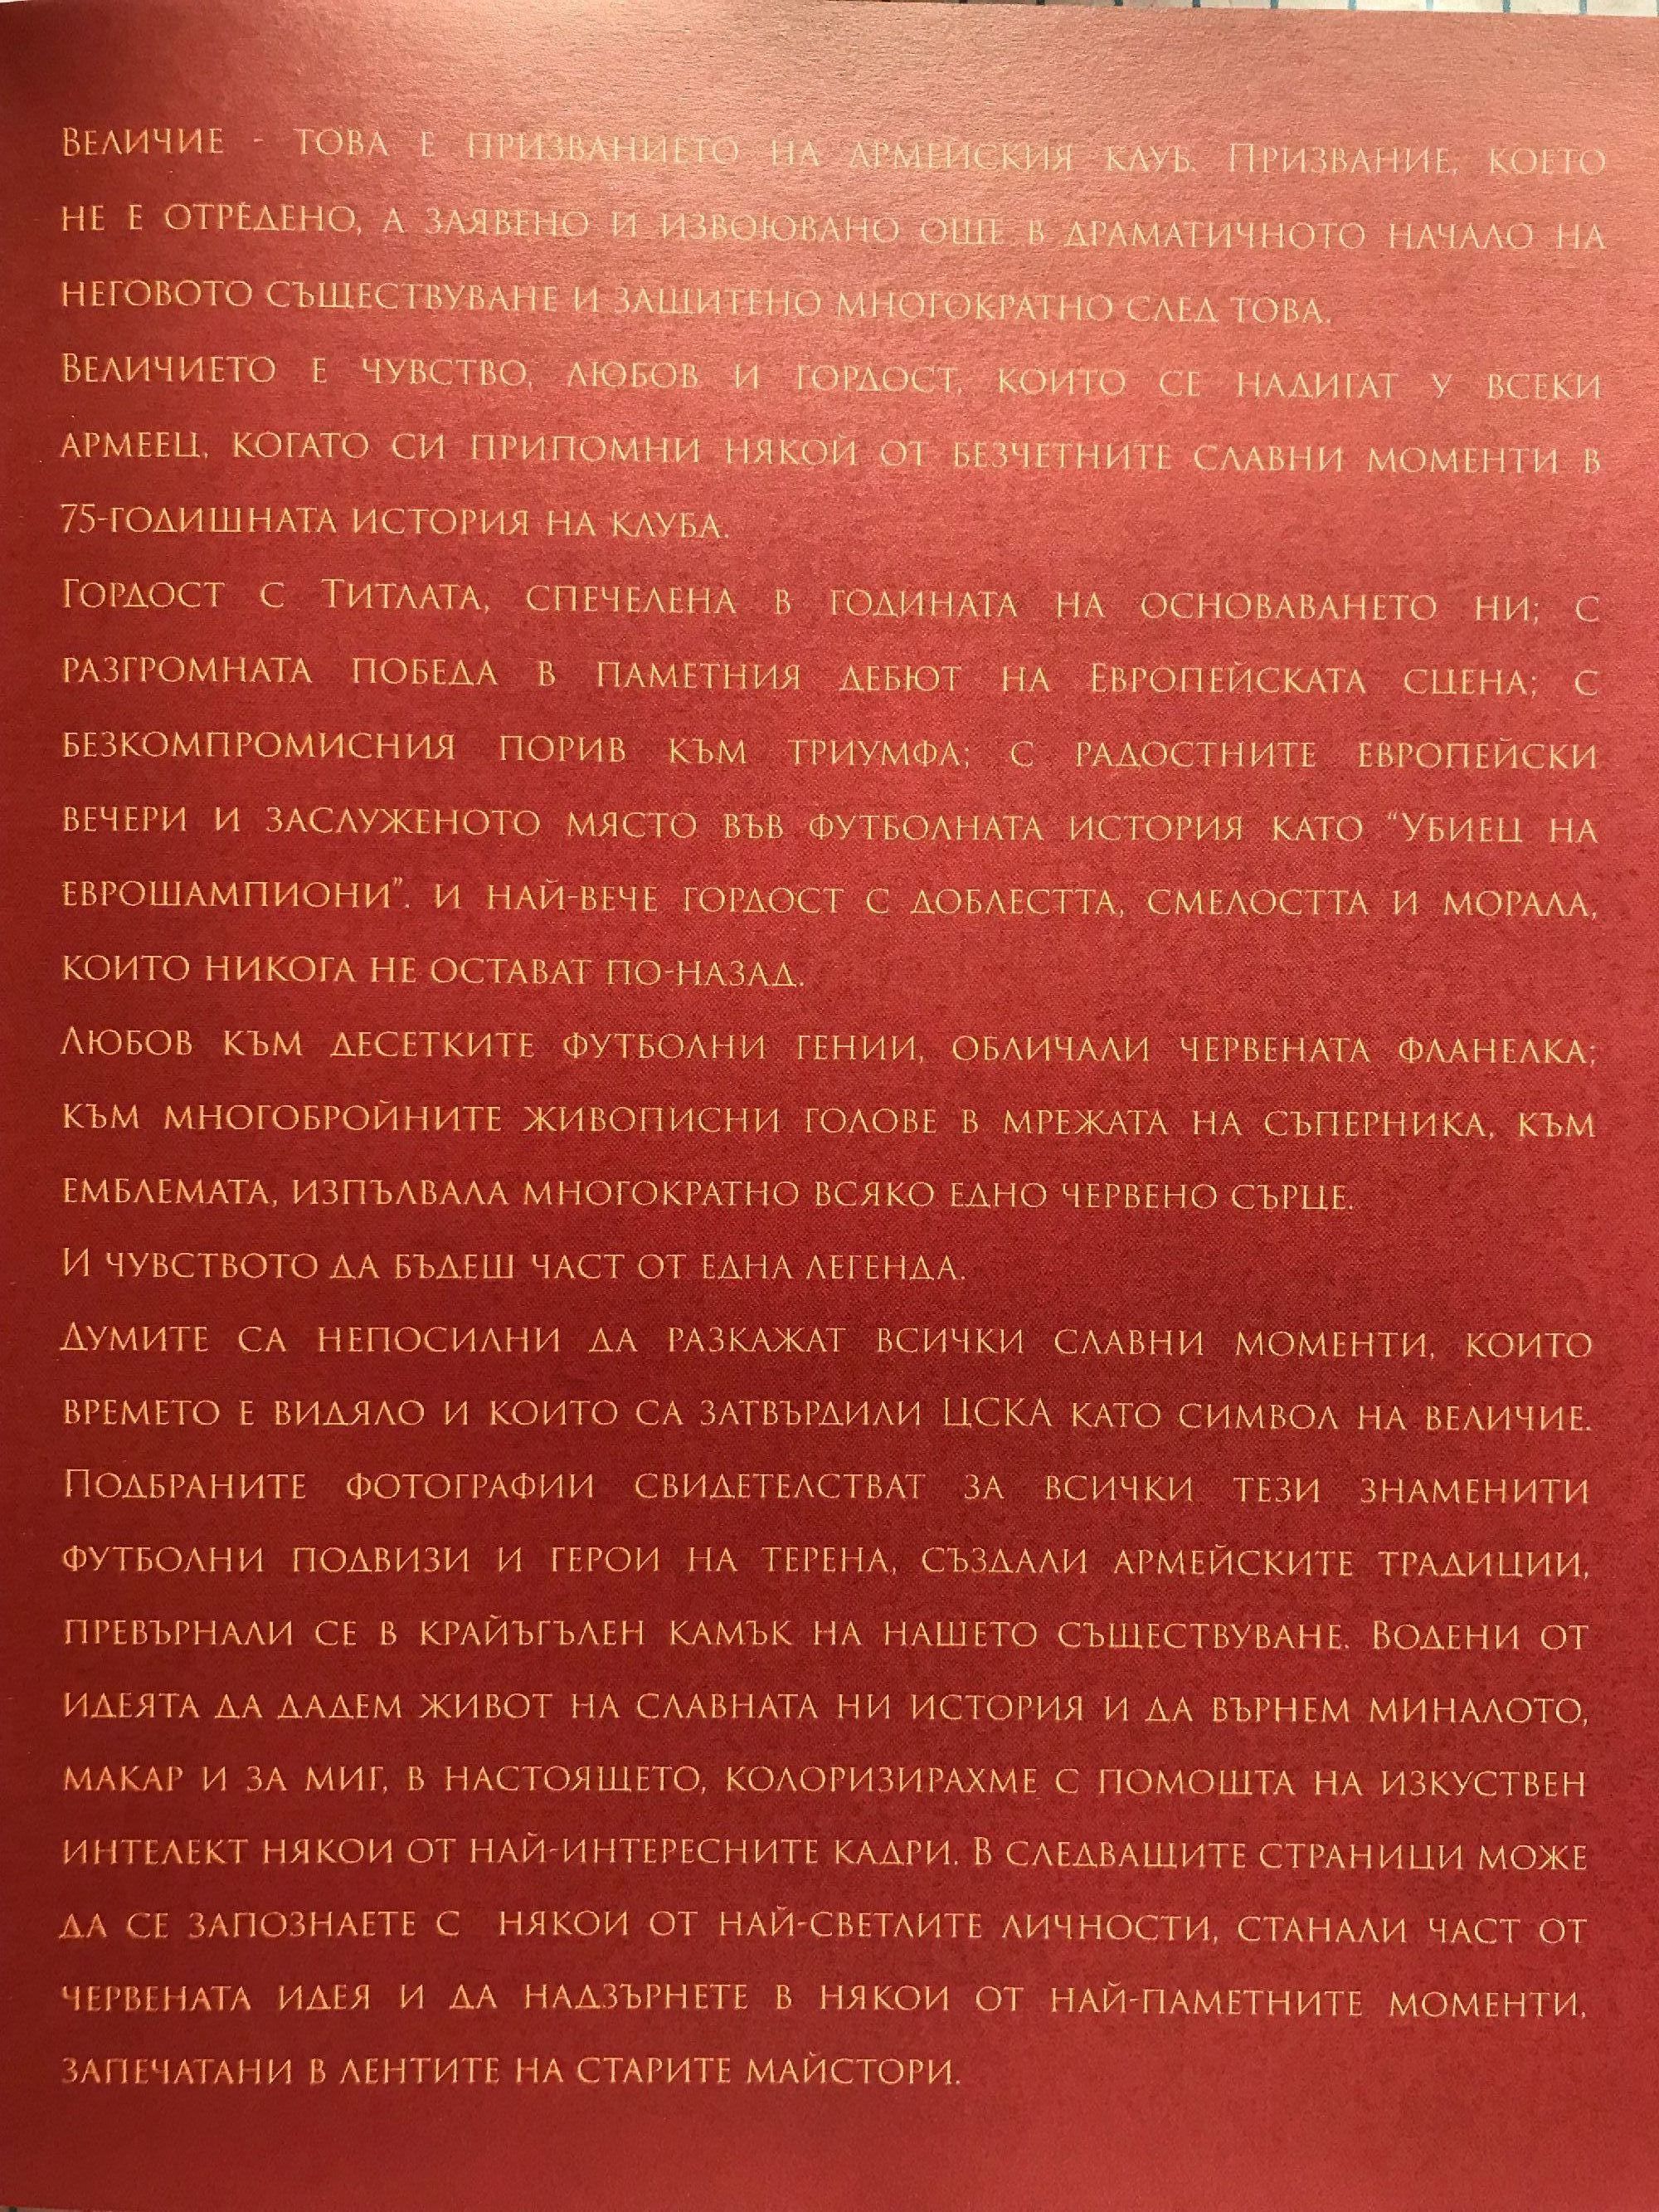 Величие - това е призванието на армейския клуб. Призвание, което
не е отредено, а заявено и извоювано още в драматичното начало на
неговото съществуване и защитено многократно след това.
Величието е чувство, любов и гордост, които се надигат у всеки
армеец, когато си припомни някой от безчетните славни моменти в
75-годишната история на клуба.
Гордост с Титлата, спечелена в годината на основаването ни; с
разгромната победа в паметния дебют на Европейската сцена; с
безкомпромисния порив към триумфа; с радостните европейски
вечери и заслуженото място във футболната история като "Убиец на
еврошампиони". И най-вече гордост с доблестта, смелостта и морала,
които никога не остават по-назад.
Любов към десетките футболни гении, обличали червената фланелка;
към многобройните живописни голове в мрежата на съперника, към
емблемата, изпълвала многократно всяко едно червено сърце.
И чувството да бъдеш част от една легенда.
Думите са непосилни да разкажат всички славни моменти, които
времето е видяло и които са затвърдили ЦСКА като символ на величие.
Подбраните фотографии свидетелстват за всички тези знаменити
футболни подвизи и герои на терена, създали армейските традиции,
превърнали се в крайъгълен камък на нашето съществуване. Водени от
идеята да дадем живот на славната ни история и да върнем миналото,
макар и за миг, в настоящето, колоризирахме с помощта на изкуствен
интелект някои от най-интересните кадри. В следващите страници може
да се запознаете с някои от най-светлите личности, станали част от
червената идея и да надзърнете в някои от най-паметните моменти,
запечатани в лентите на старите майстори.